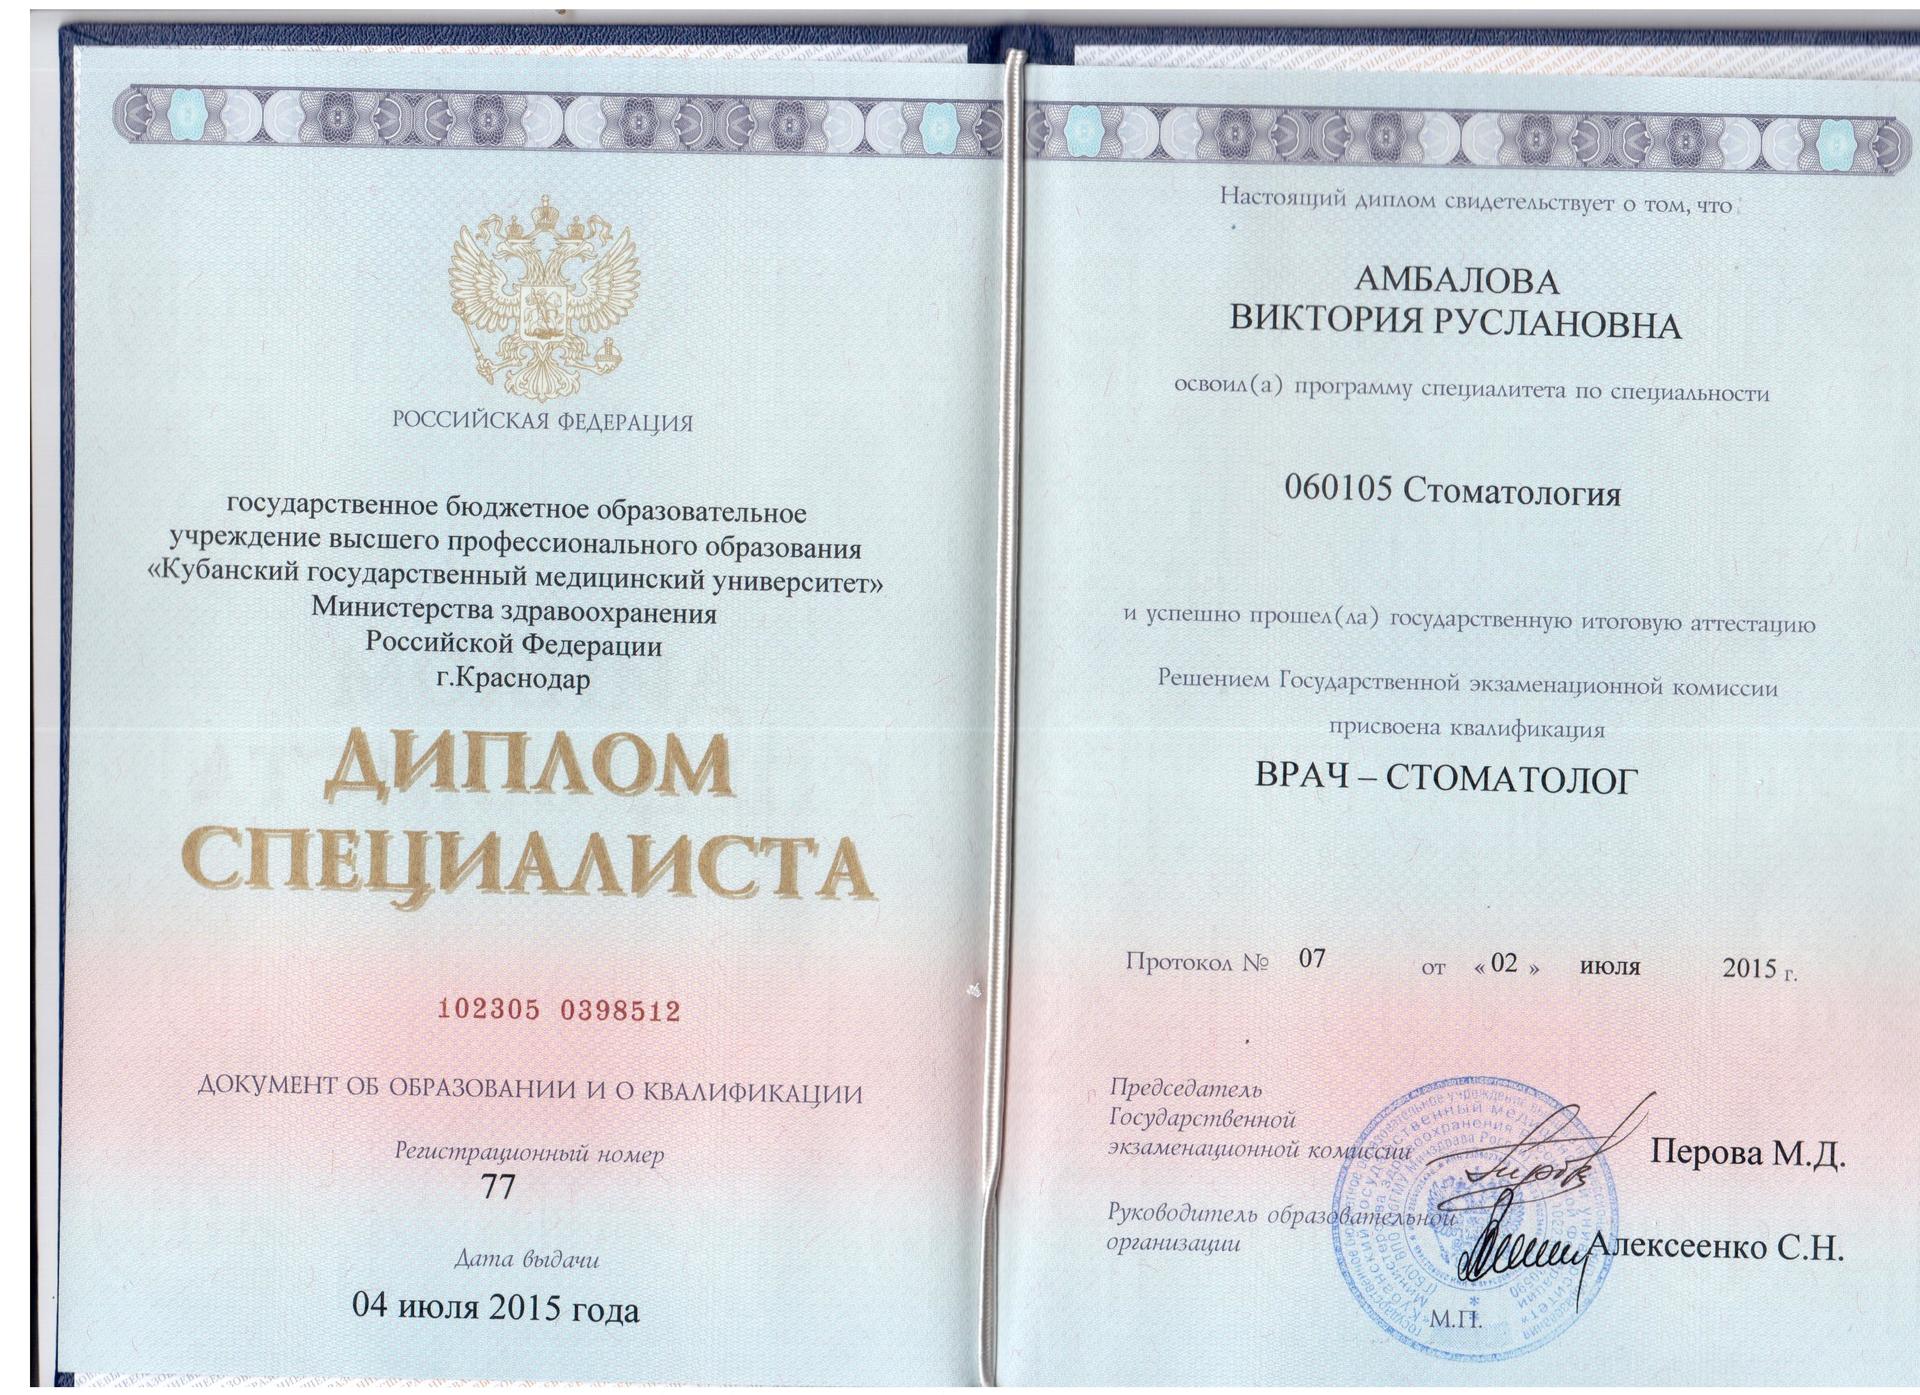 РОССИЙСКАЯ ФЕДЕРАЦИЯ
государственное бюджетное образовательное
учреждение высшего профессионального образования
«Кубанский государственный медицинский университет»
Министерства здравоохранения
Российской Федерации
г.Краснодар
ДИПЛОМ
СПЕЦИАЛИСТА
102305 0398512
ДОКУМЕНТ ОБ ОБРАЗОВАНИИ И О КВАЛИФИКАЦИИ
Регистрационный номер
77
Дата выдачи
04 июля 2015 года
Настоящий диплом свидетельствует о том, что
АМБАЛОВА
ВИКТОРИЯ РУСЛАНОВНА
освоил(а) программу специалитета по специальности
060105 Стоматология
и успешно прошел(ла) государственную итоговую аттестацию
Решением Государственной экзаменационной комиссии
присвоена квалификация
ВРАЧ – СТОМАТОЛОГ
Протокол № 07 от « 02 » июля 2015 г.
Председатель
Государственной
экзаменационной комиссии
Перова М.Д.
Руководитель образовательной
организации
Алексеенко С.Н.
М.П.